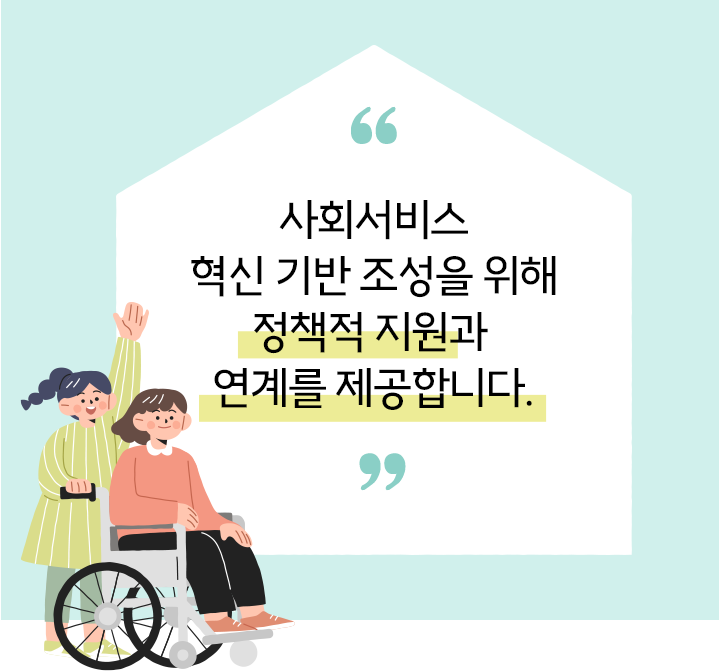 “
사회서비스
혁신 기반 조성을 위해
정책적 지원과
연계를 제공합니다.
”